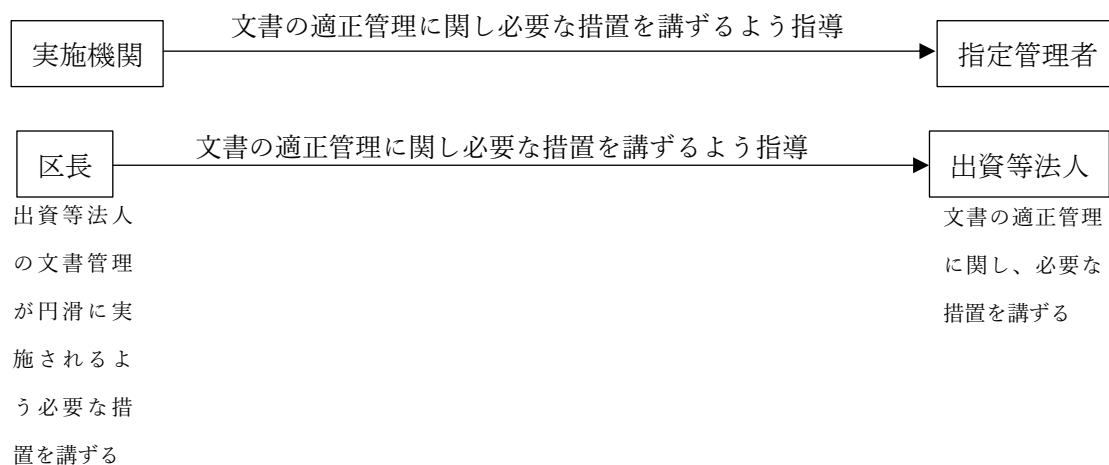 文書の適正管理に関し必要な措置を講ずるよう指導
実施機関
指定管理者
文書の適正管理に関し必要な措置を講ずるよう指導
区長
出資等法人
出資等法人
の文書管理
が円滑に実
施されるよ
う必要な措
置を講ずる
文書の適正管理
に関し、必要な
措置を講ずる